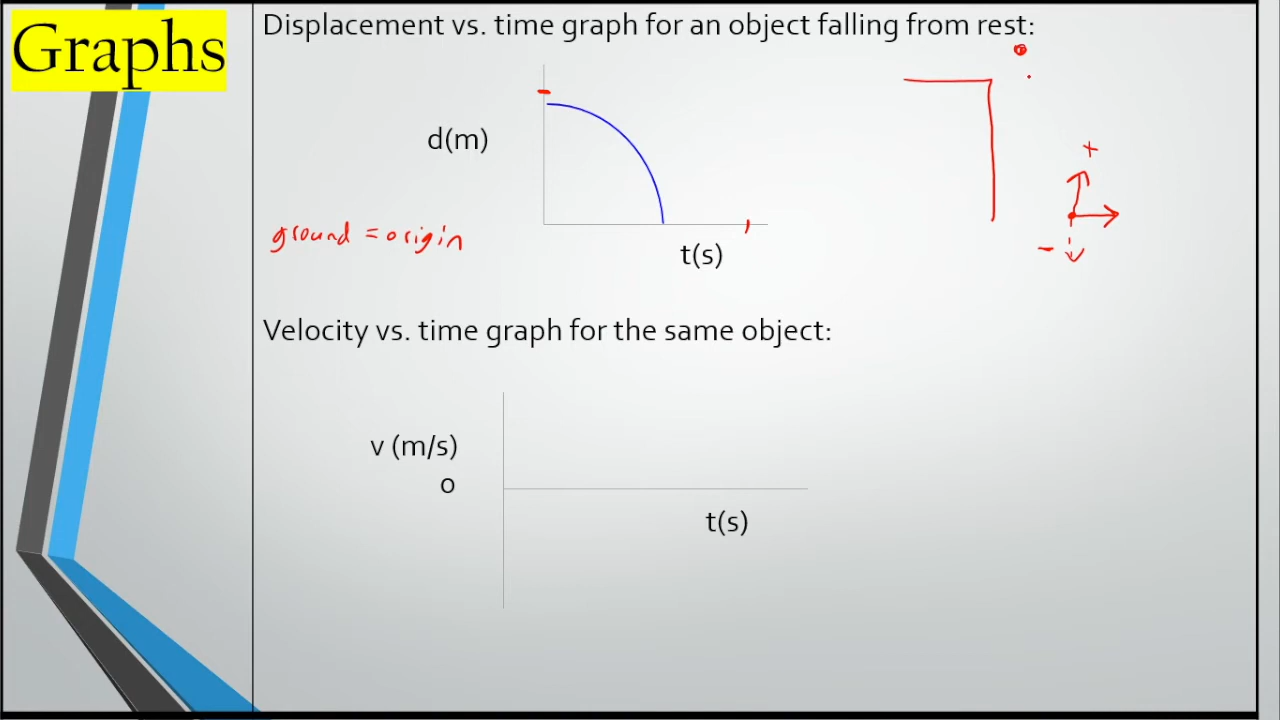 Graphs
Displacement vs. time graph for an object falling from rest:
d(m)
+
ground = origin
-
t(s)
Velocity vs. time graph for the same object:
v (m/s)
0
t(s)